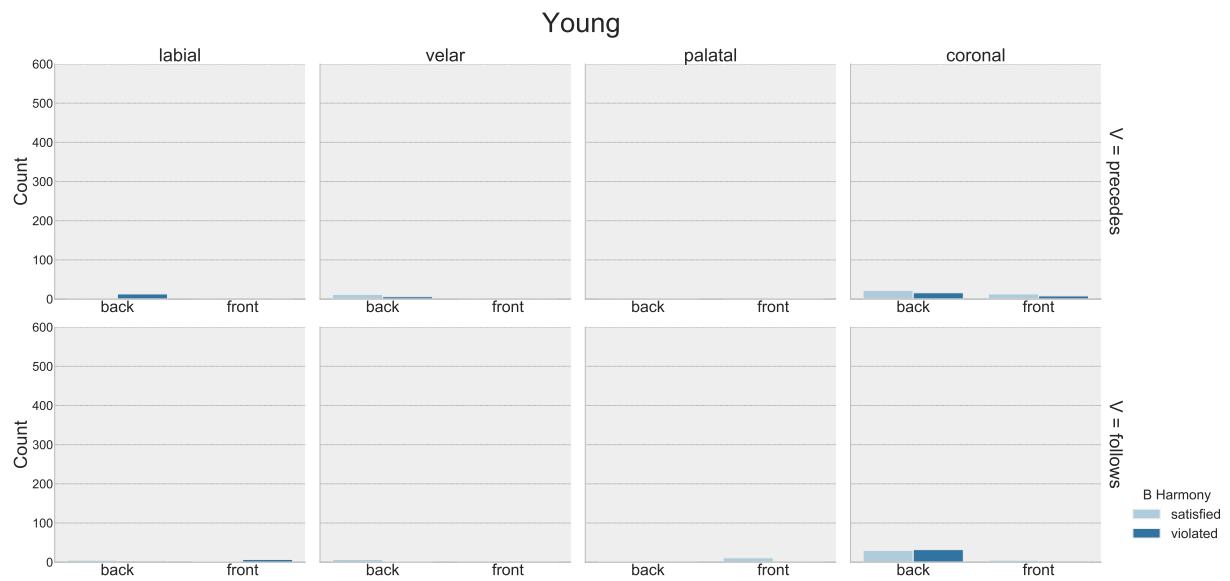 Young
labial velar palatal coronal
600
500
400
300
200
100
0
Count
back front back front back front back front
V = precedes
600
500
400
300
200
100
0
Count
back front back front back front back front
V = follows
B Harmony
satisfied
violated